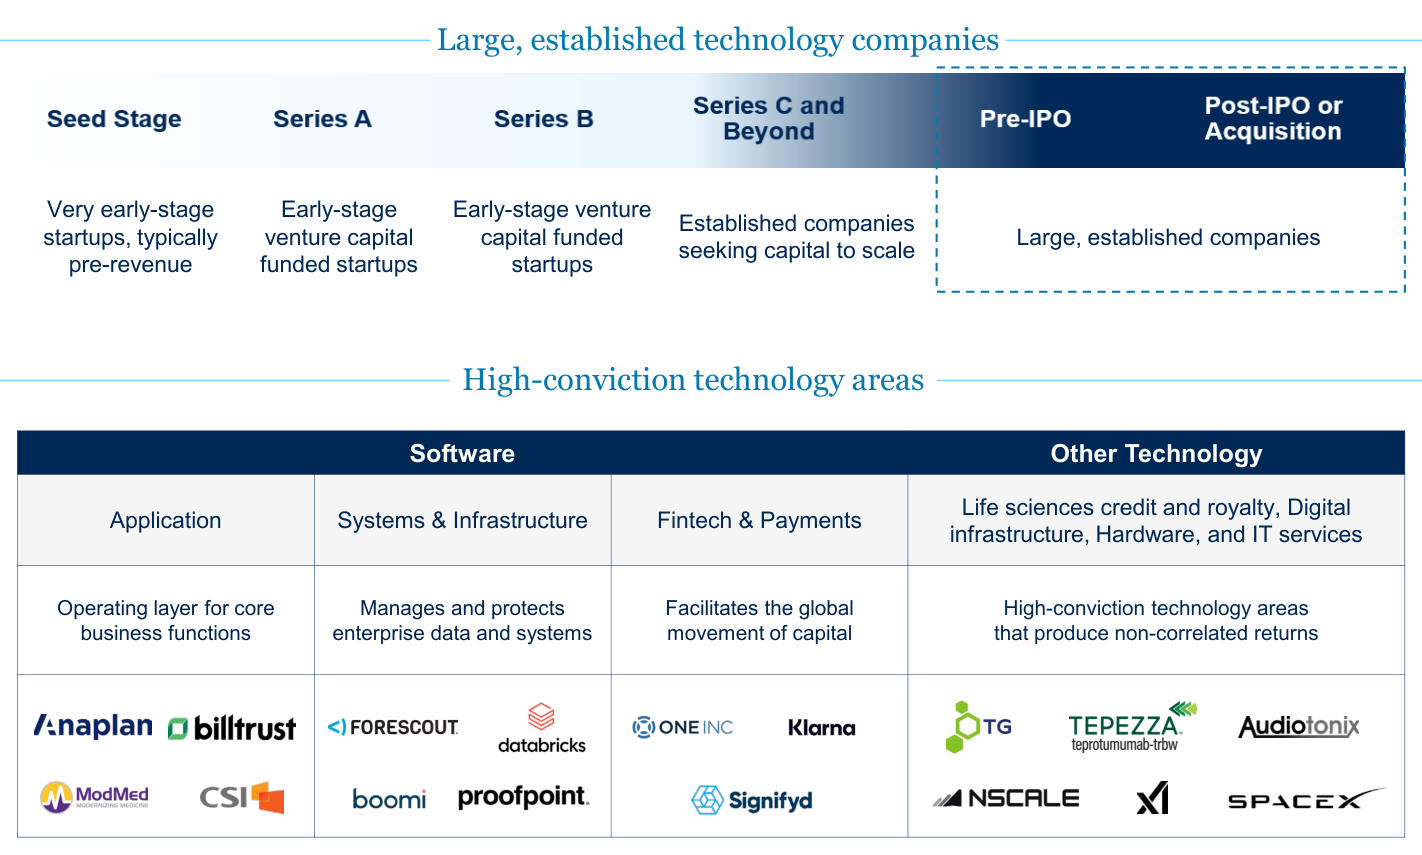 Large, established technology companies
Seed Stage
Series A
Series B
Series C and
Beyond
Pre-IPO
Post-IPO or
Acquisition
Very early-stage
startups, typically
pre-revenue
Early-stage
venture capital
funded startups
Early-stage venture
capital funded
startups
Established companies
seeking capital to scale
Large, established companies
High-conviction technology areas
Software
Other Technology
Application
Systems & Infrastructure
Fintech & Payments
Life sciences credit and royalty, Digital
infrastructure, Hardware, and IT services
Operating layer for core
business functions
Manages and protects
enterprise data and systems
Facilitates the global
movement of capital
High-conviction technology areas
that produce non-correlated returns
Anaplan
billtrust
ModMed
MODERNIZING MEDICINE
CSI
FORESCOUT.
databricks
boomi
proofpoint.
ONE INC
Klarna
Signifyd
TG
TEPEZZA.
teprotumumab-trbw
Audiotonix
NSCALE
xI
SPACEX